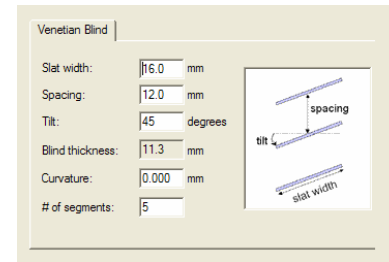 Venetian Blind
Slat width: 16.0 mm
Spacing: 12.0 mm
Tilt: 45 degrees
Blind thickness: 11.3 mm
Curvature: 0.000 mm
# of segments: 5
spacing
tilt
slat width